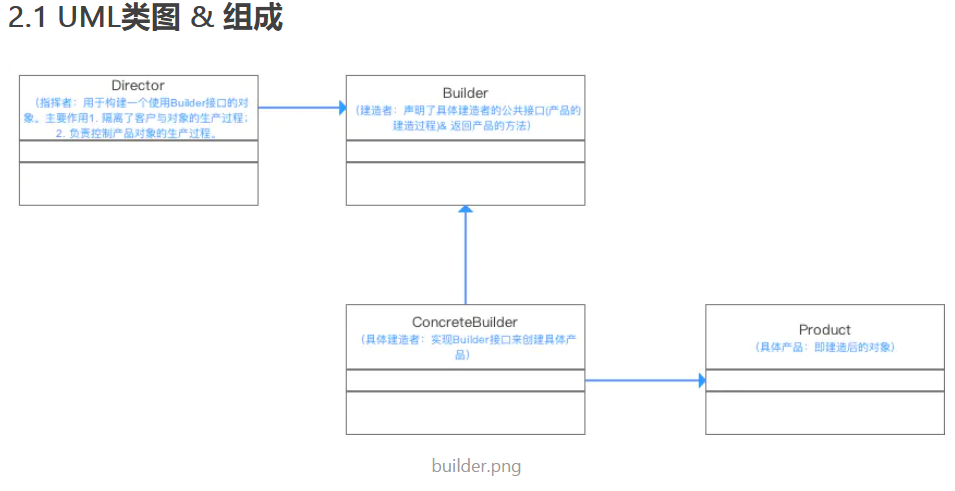 2.1 UML类图 & 组成
Director
（指挥者：用于构建一个使用Builder接口的对
象。主要作用1. 隔离了客户与对象的生产过程；
2. 负责控制产品对象的生产过程。
Builder
（建造者：声明了具体建造者的公共接口(产品的
建造过程)& 返回产品的方法）
ConcreteBuilder
（具体建造者：实现Builder接口来创建具体产
品）
Product
（具体产品：即建造后的对象）
builder.png